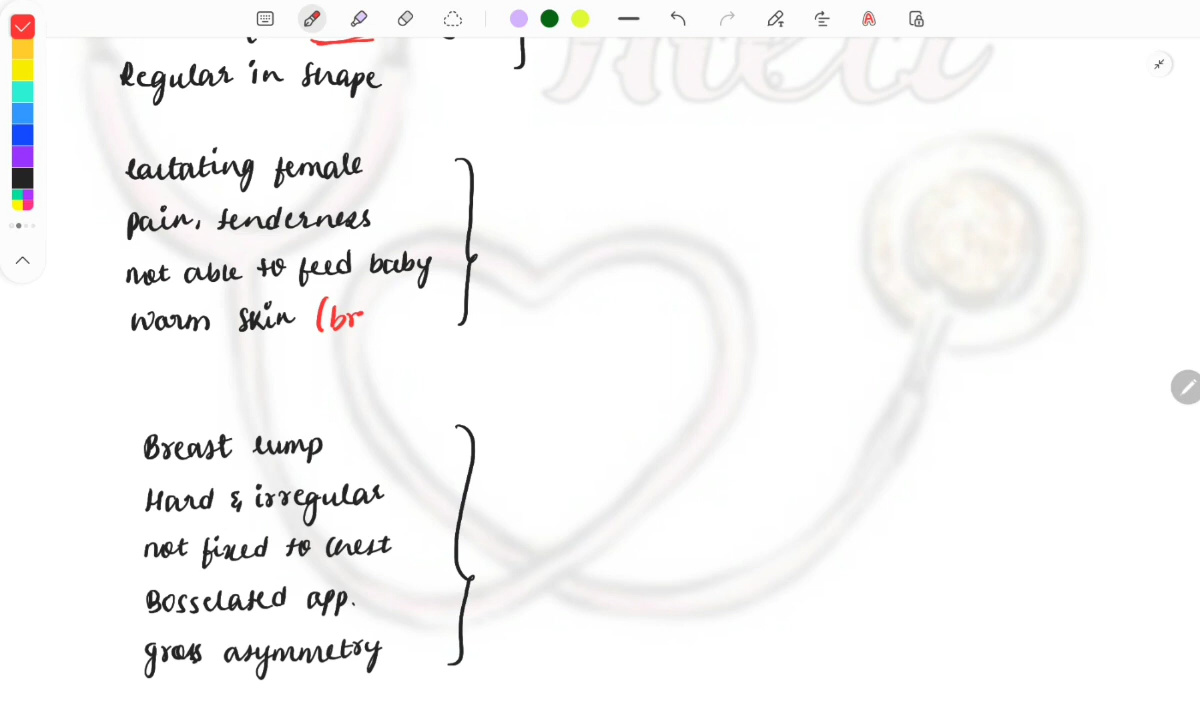 Regular in shape
lactating female
pain, tenderness
not able to feed baby
warm skin (br
Breast lump
Hard & irregular
not fixed to chest
Bosselated app.
gross asymmetry